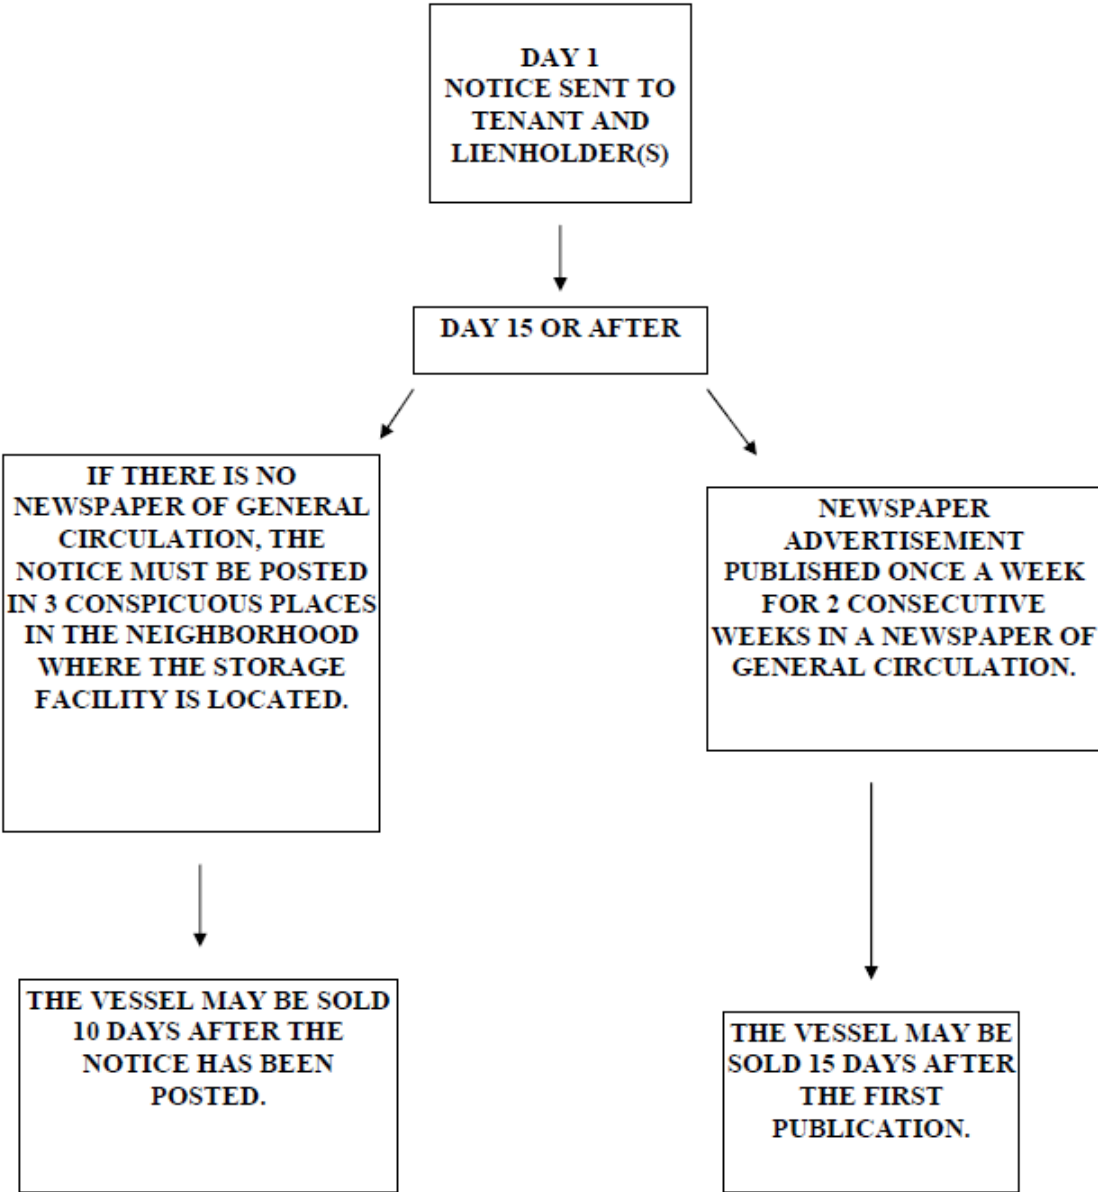 DAY 1
NOTICE SENT TO
TENANT AND
LIENHOLDER(S)
DAY 15 OR AFTER
IF THERE IS NO
NEWSPAPER OF GENERAL
CIRCULATION, THE
NOTICE MUST BE POSTED
IN 3 CONSPICUOUS PLACES
IN THE NEIGHBORHOOD
WHERE THE STORAGE
FACILITY IS LOCATED.
NEWSPAPER
ADVERTISEMENT
PUBLISHED ONCE A WEEK
FOR 2 CONSECUTIVE
WEEKS IN A NEWSPAPER OF
GENERAL CIRCULATION.
THE VESSEL MAY BE SOLD
10 DAYS AFTER THE
NOTICE HAS BEEN
POSTED.
THE VESSEL MAY BE
SOLD 15 DAYS AFTER
THE FIRST
PUBLICATION.